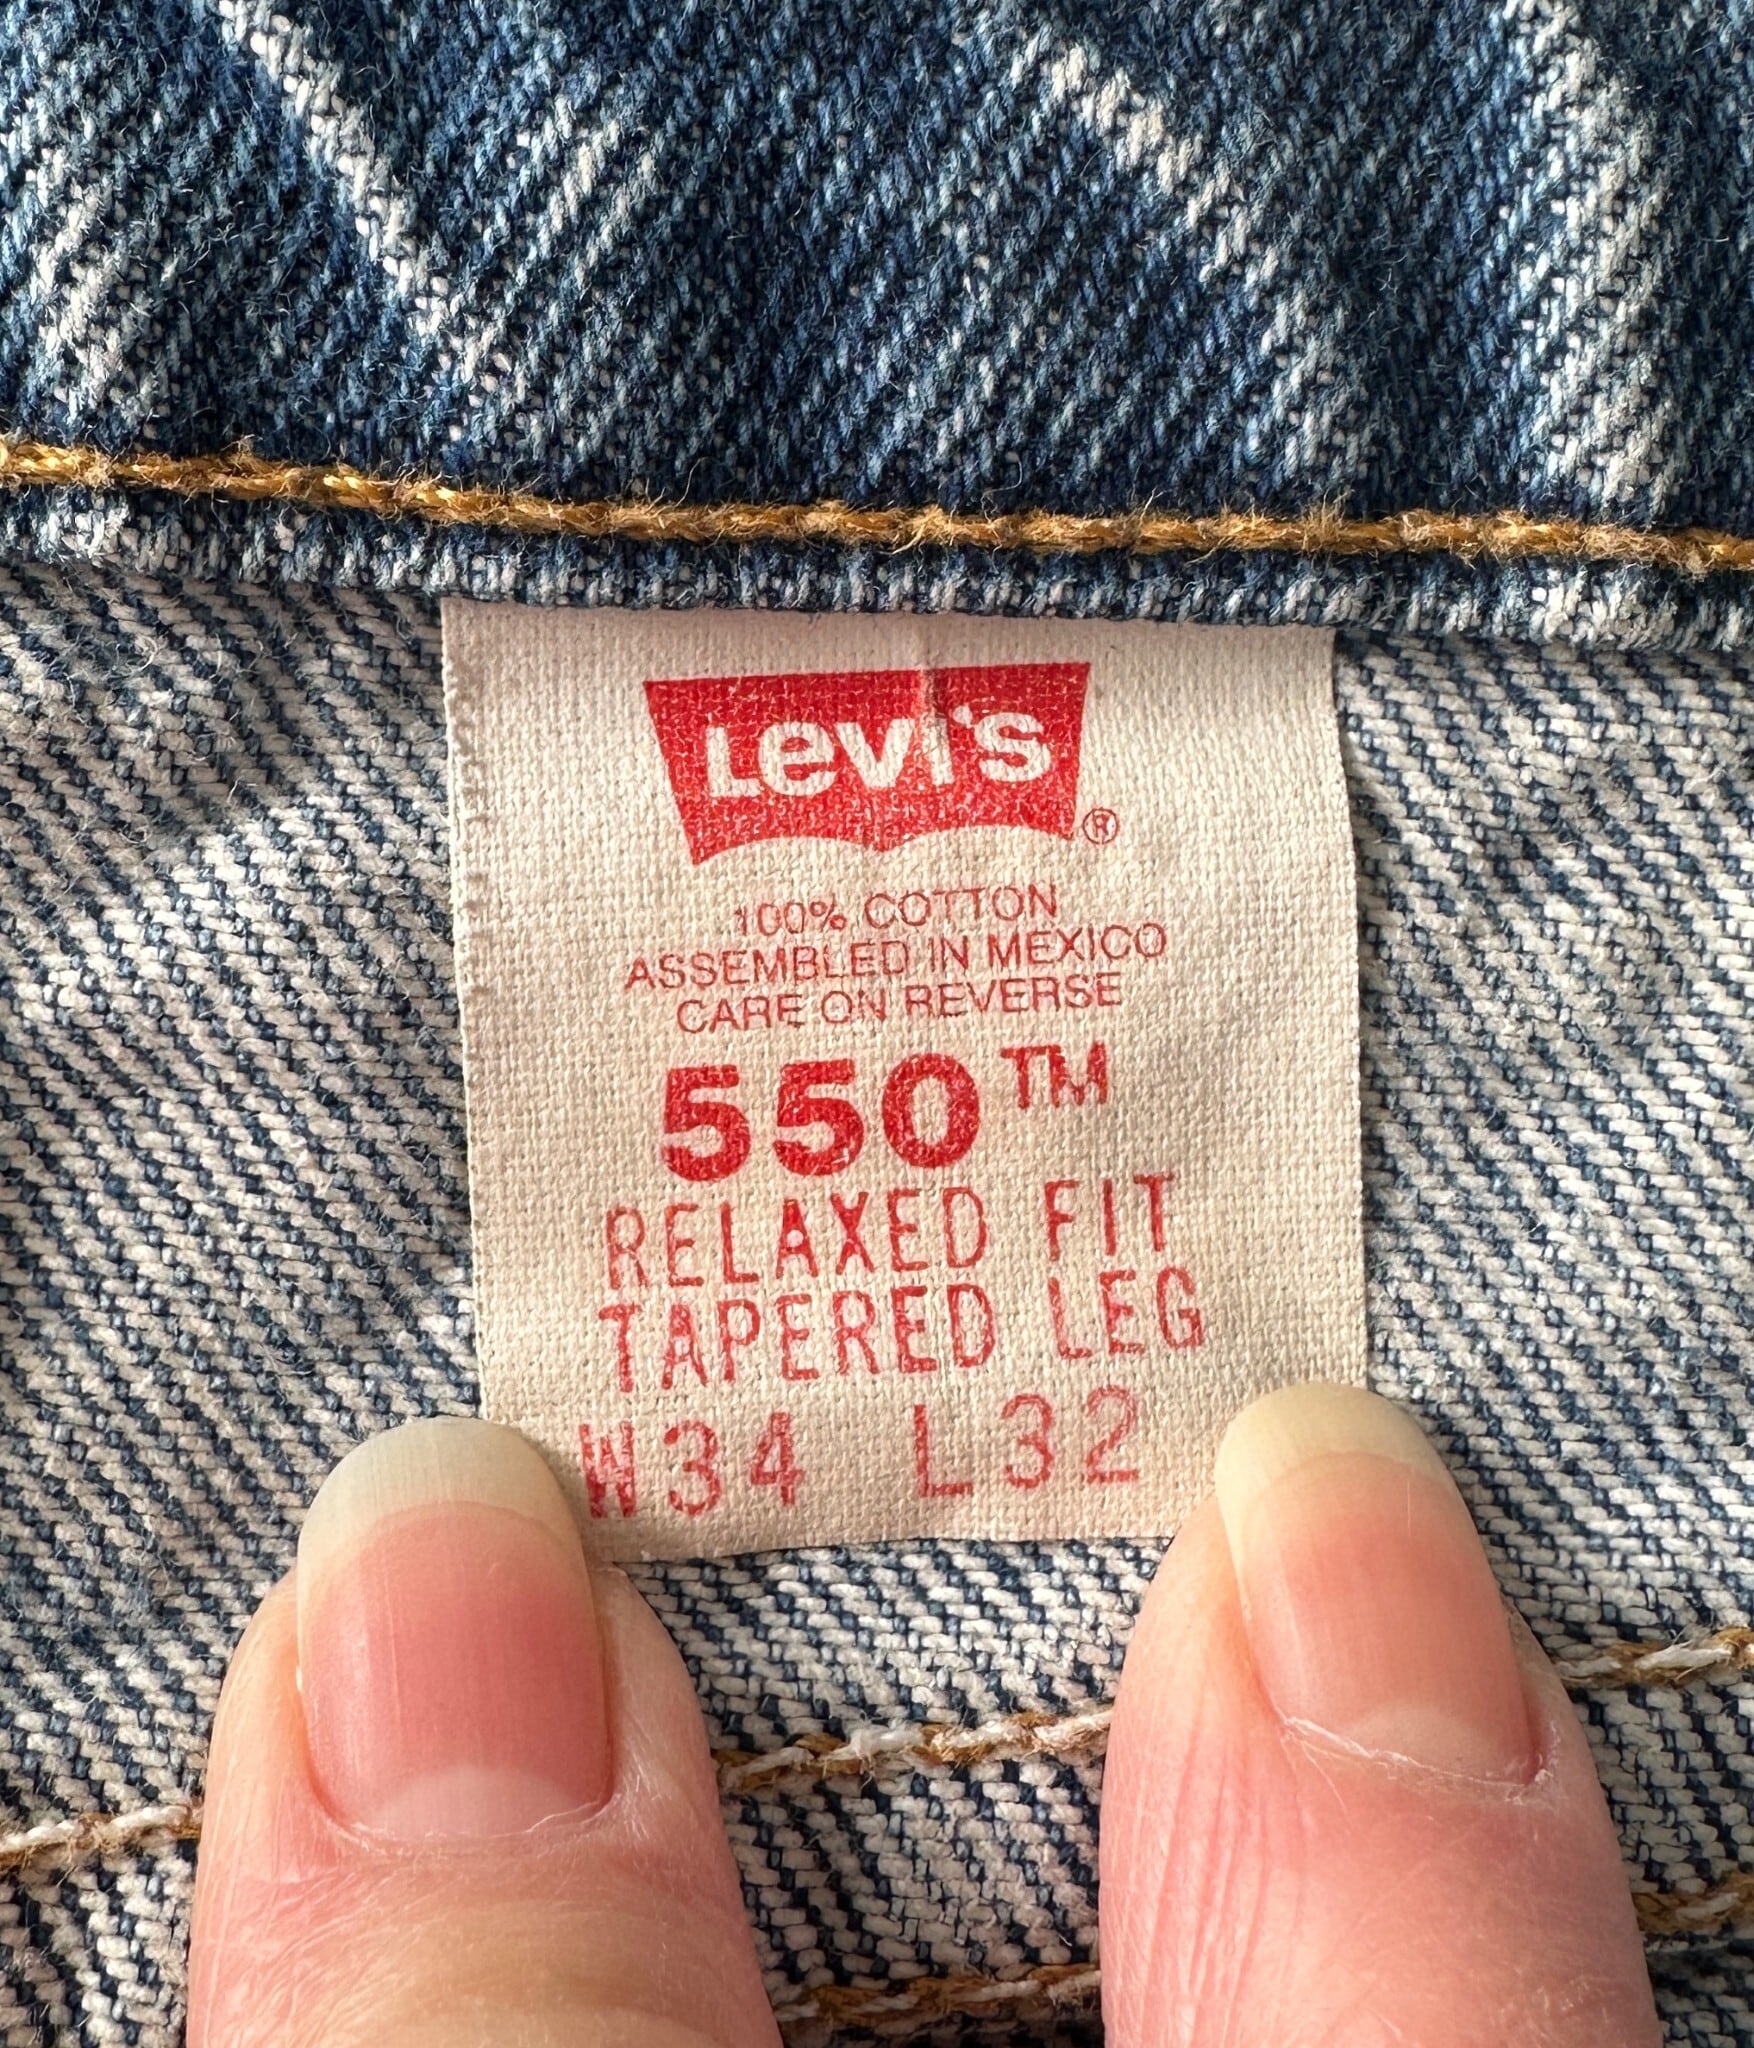 Levi's ®
100% COTTON
ASSEMBLED IN MEXICO
CARE ON REVERSE
550™
RELAXED FIT
TAPERED LEG
W34 L32